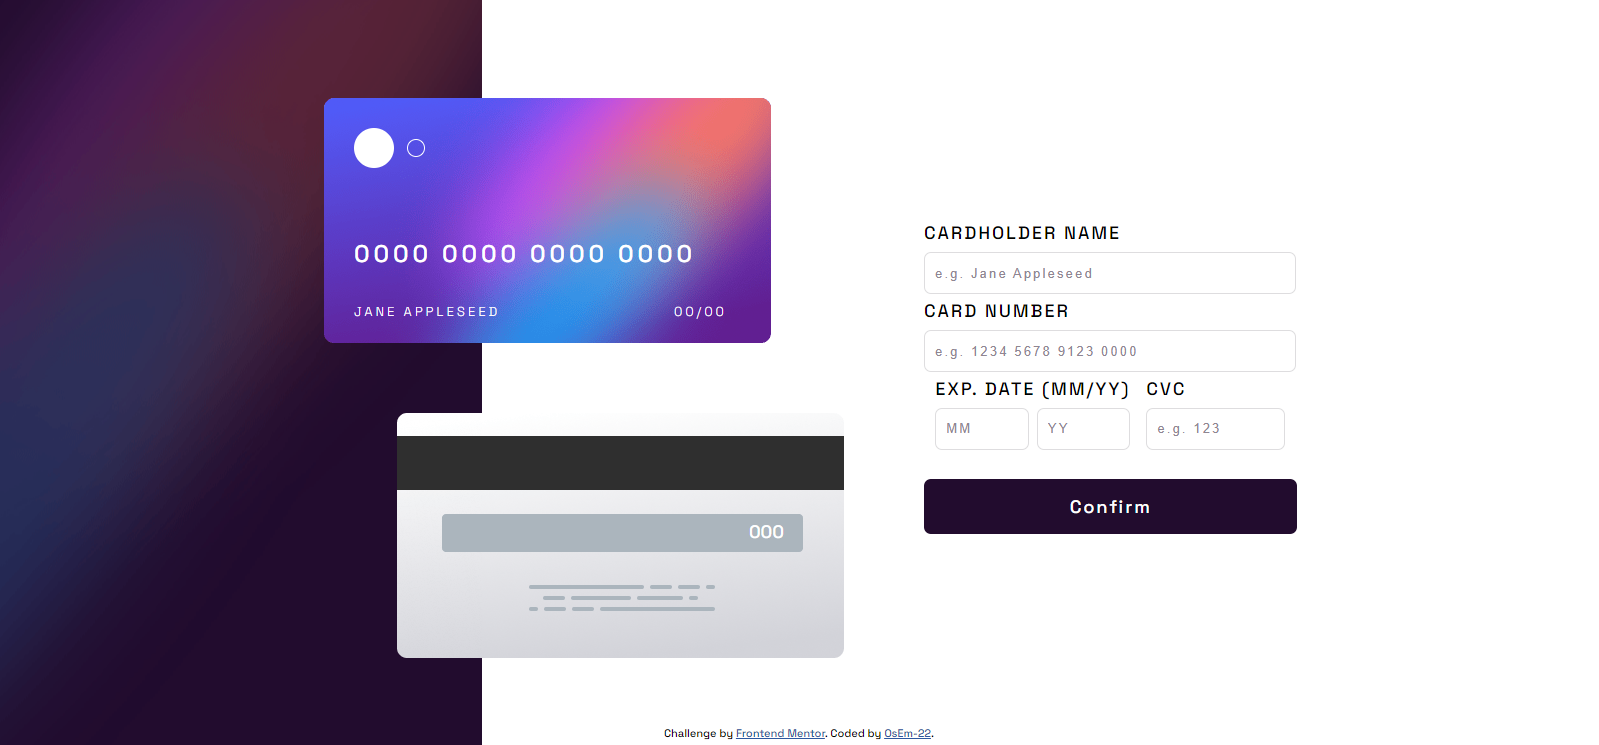 0000 0000 0000 0000
JANE APPLESEED 00/00
000
CARDHOLDER NAME
e.g. Jane Appleseed
CARD NUMBER
e.g. 1234 5678 9123 0000
EXP. DATE (MM/YY) CVC
MM YY e.g. 123
Confirm
Challenge by Frontend Mentor. Coded by OsEm-22.